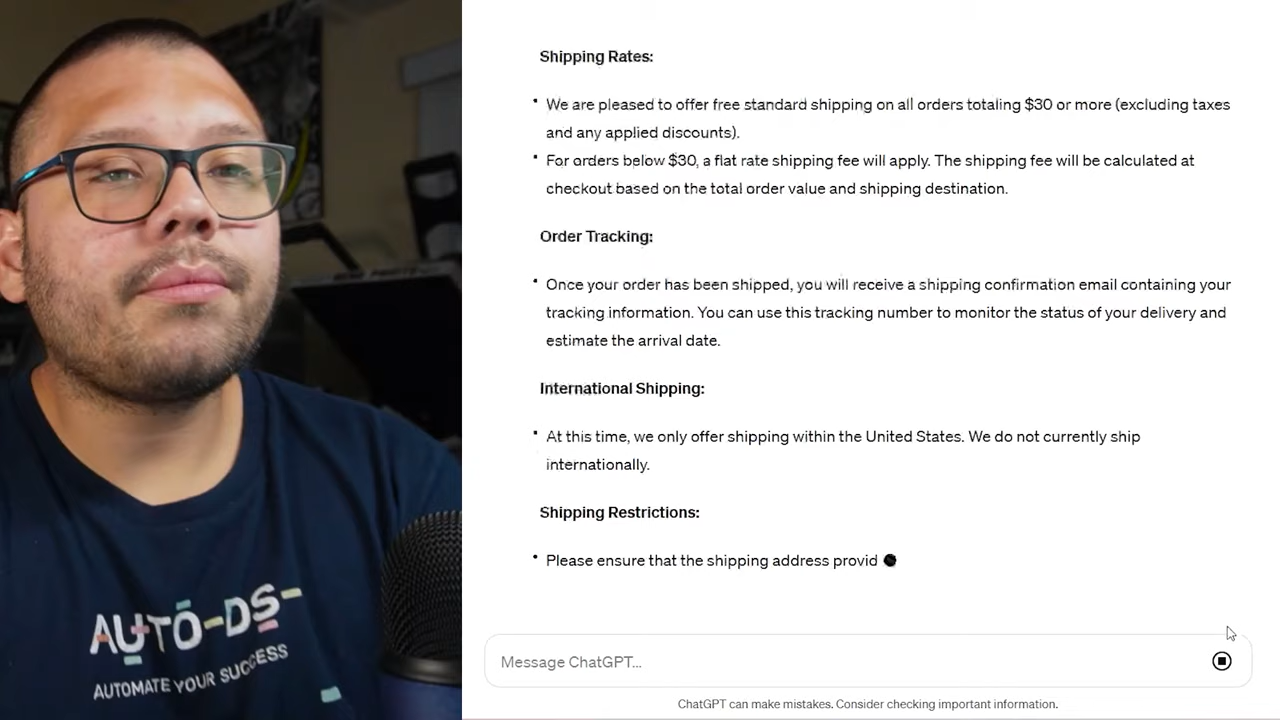 Shipping Rates:
• We are pleased to offer free standard shipping on all orders totaling $30 or more (excluding taxes
and any applied discounts).
• For orders below $30, a flat rate shipping fee will apply. The shipping fee will be calculated at
checkout based on the total order value and shipping destination.
Order Tracking:
• Once your order has been shipped, you will receive a shipping confirmation email containing your
tracking information. You can use this tracking number to monitor the status of your delivery and
estimate the arrival date.
International Shipping:
• At this time, we only offer shipping within the United States. We do not currently ship
internationally.
Shipping Restrictions:
• Please ensure that the shipping address provid
Message ChatGPT...
ChatGPT can make mistakes. Consider checking important information.
AUTO-DS-
AUTOMATE YOUR SUCCESS